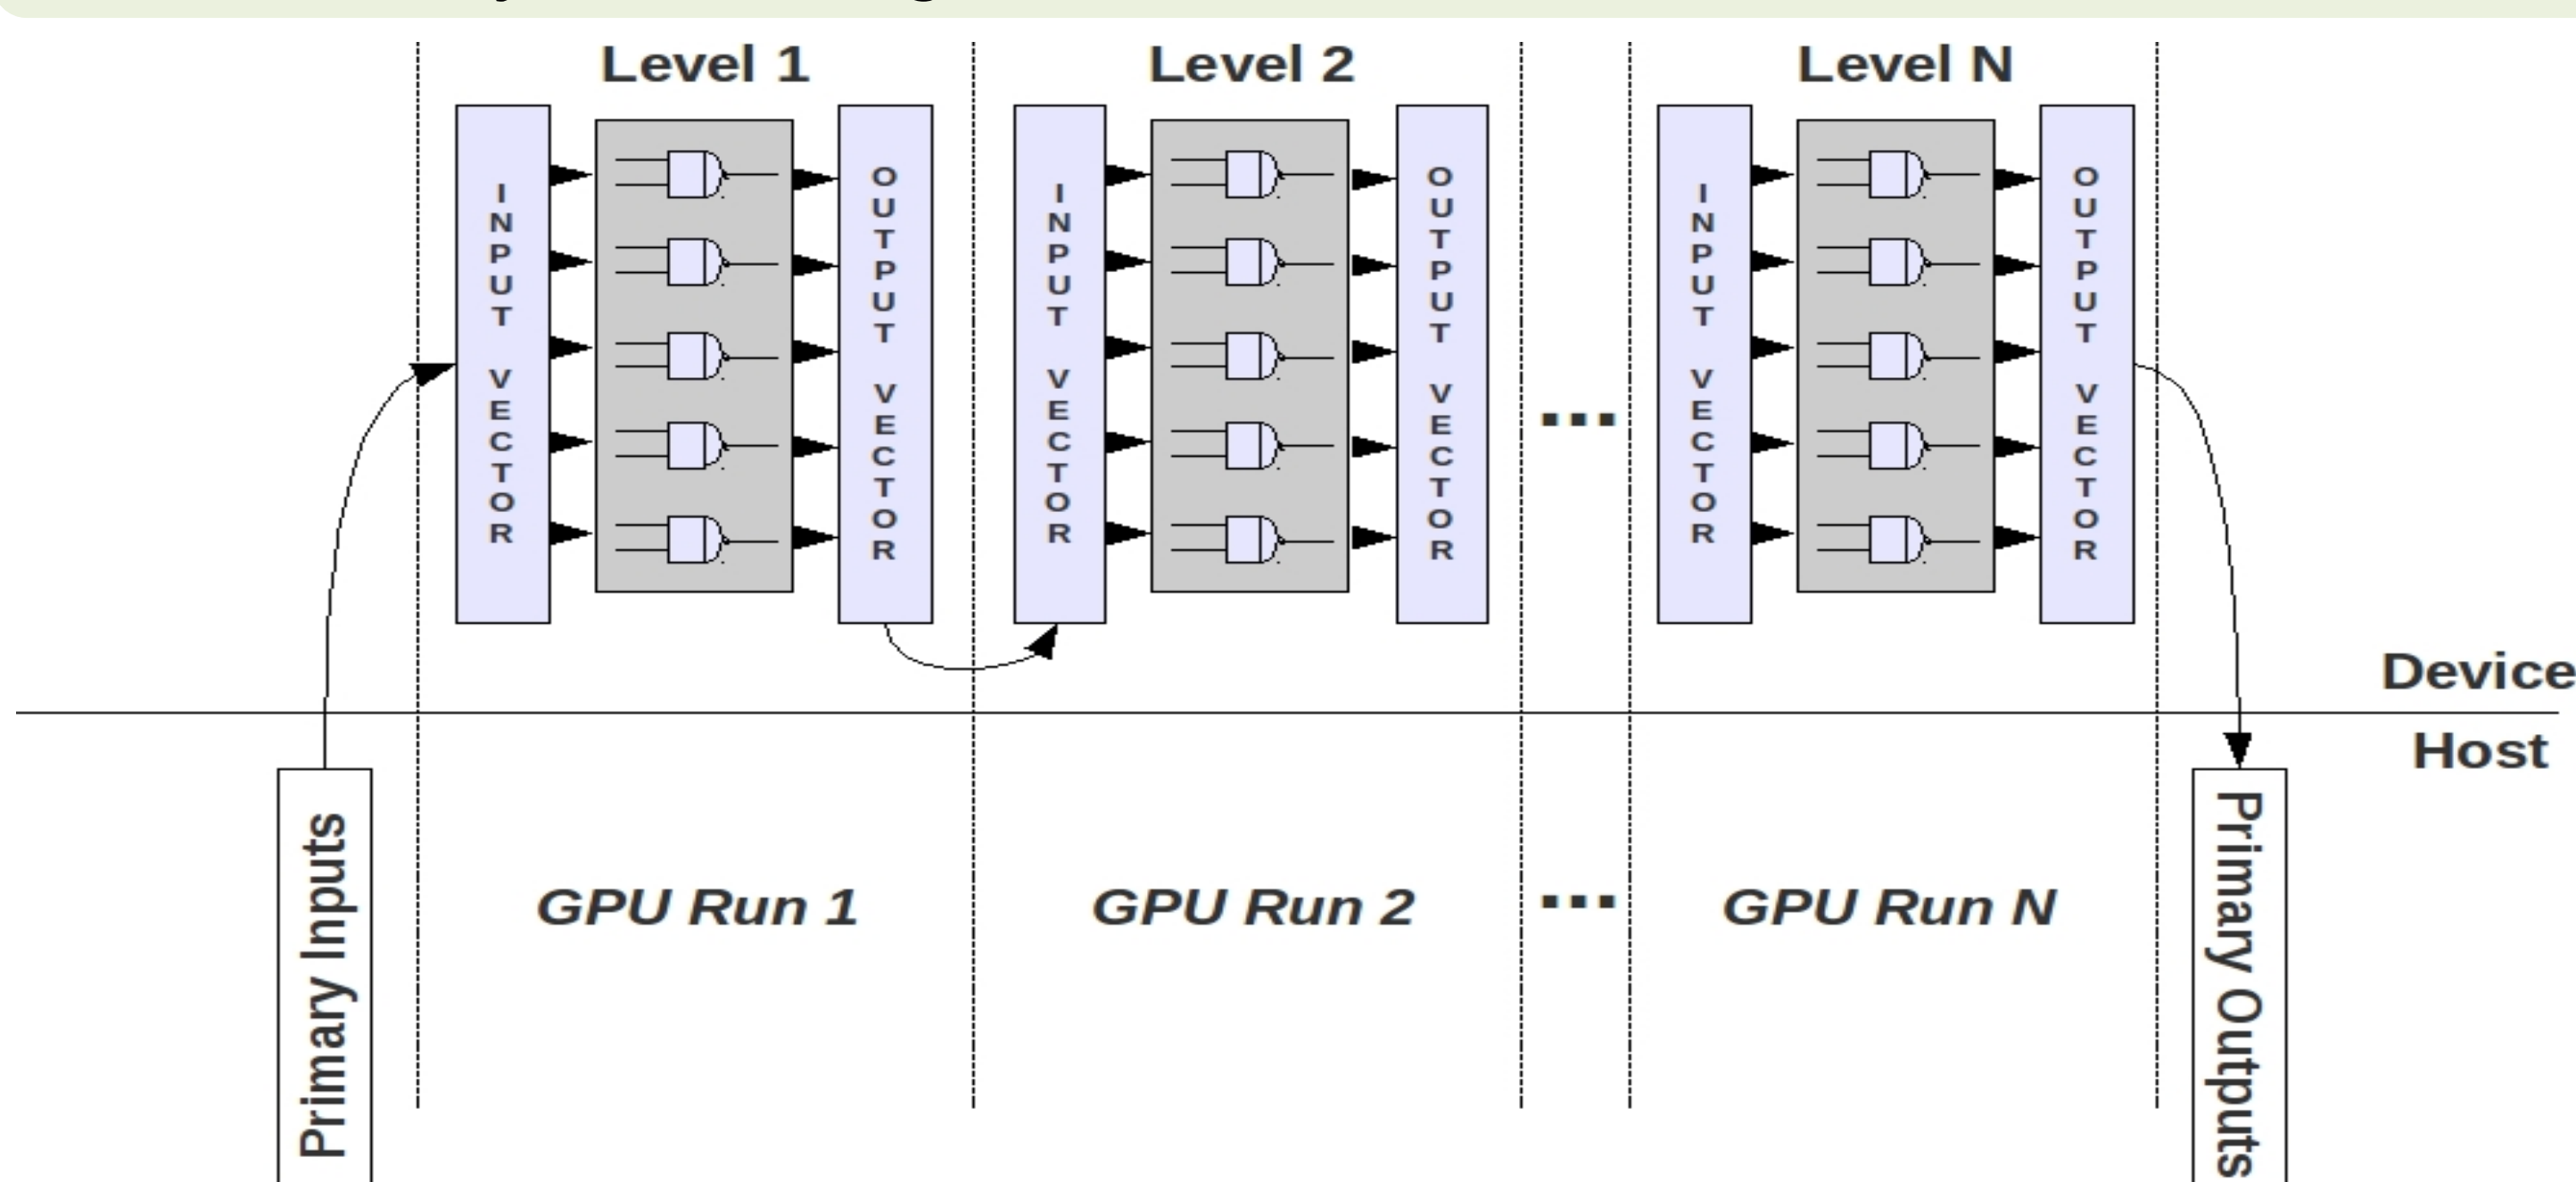 Level 1
Level 2
Level N
INPUT VECTOR
OUTPUT VECTOR
INPUT VECTOR
OUTPUT VECTOR
...
INPUT VECTOR
OUTPUT VECTOR
Device
Host
Primary Inputs
GPU Run 1
GPU Run 2
...
GPU Run N
Primary Outputs